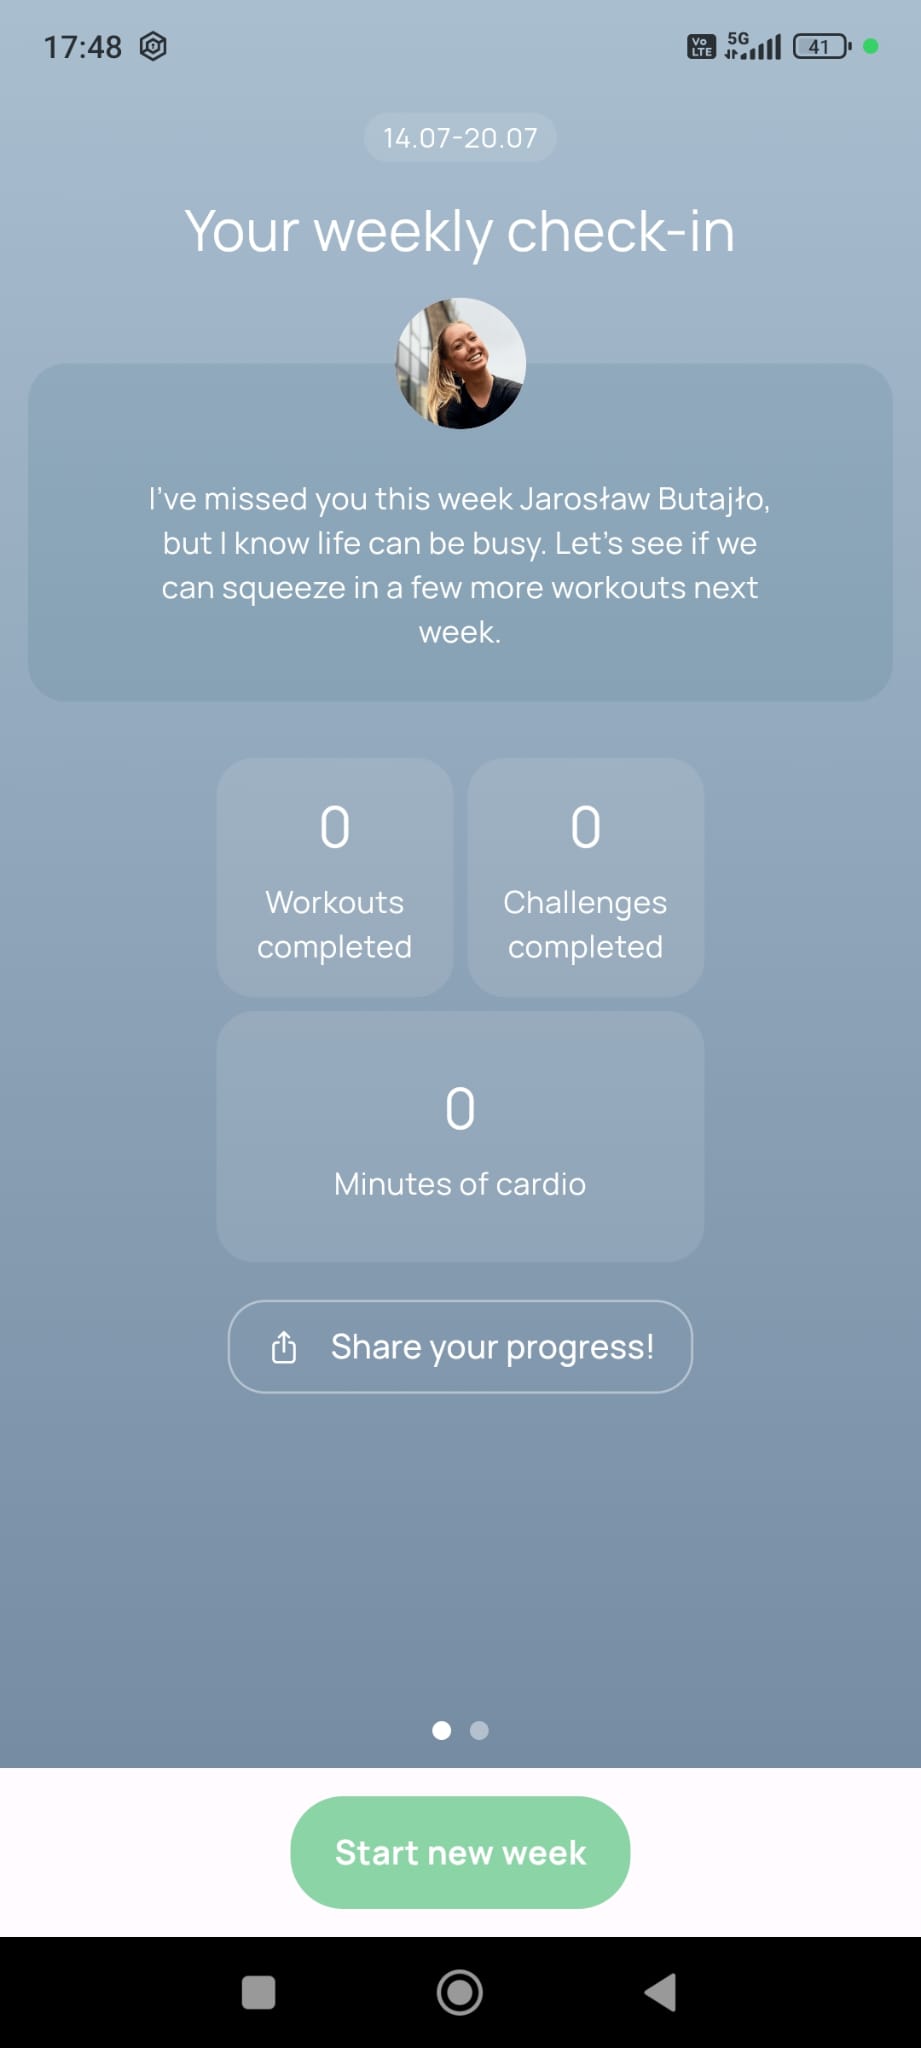 17:48
Vo
LTE
5G
41
14.07-20.07
Your weekly check-in
I've missed you this week Jarosław Butajło,
but I know life can be busy. Let's see if we
can squeeze in a few more workouts next
week.
0
Workouts
completed
0
Challenges
completed
0
Minutes of cardio
Share your progress!
Start new week